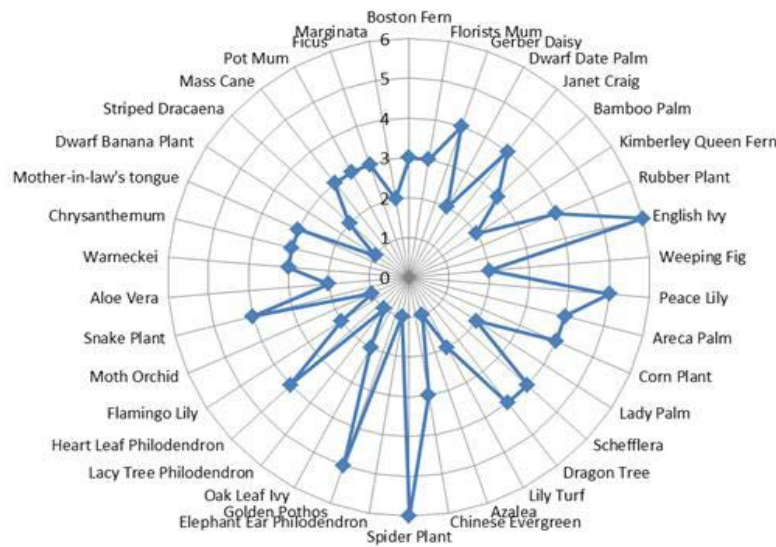 Boston Fern
Florists Mum
Gerber Daisy
Dwarf Date Palm
Janet Craig
Bamboo Palm
Kimberley Queen Fern
Rubber Plant
English Ivy
Weeping Fig
Peace Lily
Areca Palm
Corn Plant
Lady Palm
Schefflera
Dragon Tree
Lily Turf
Azalea
Chinese Evergreen
Spider Plant
Elephant Ear Philodendron
Golden Pothos
Oak Leaf Ivy
Lacy Tree Philodendron
Heart Leaf Philodendron
Flamingo Lily
Moth Orchid
Snake Plant
Aloe Vera
Warneckei
Chrysanthemum
Mother-in-law's tongue
Dwarf Banana Plant
Striped Dracaena
Mass Cane
Pot Mum
Ficus
Marginata
6
5
4
3
2
1
0